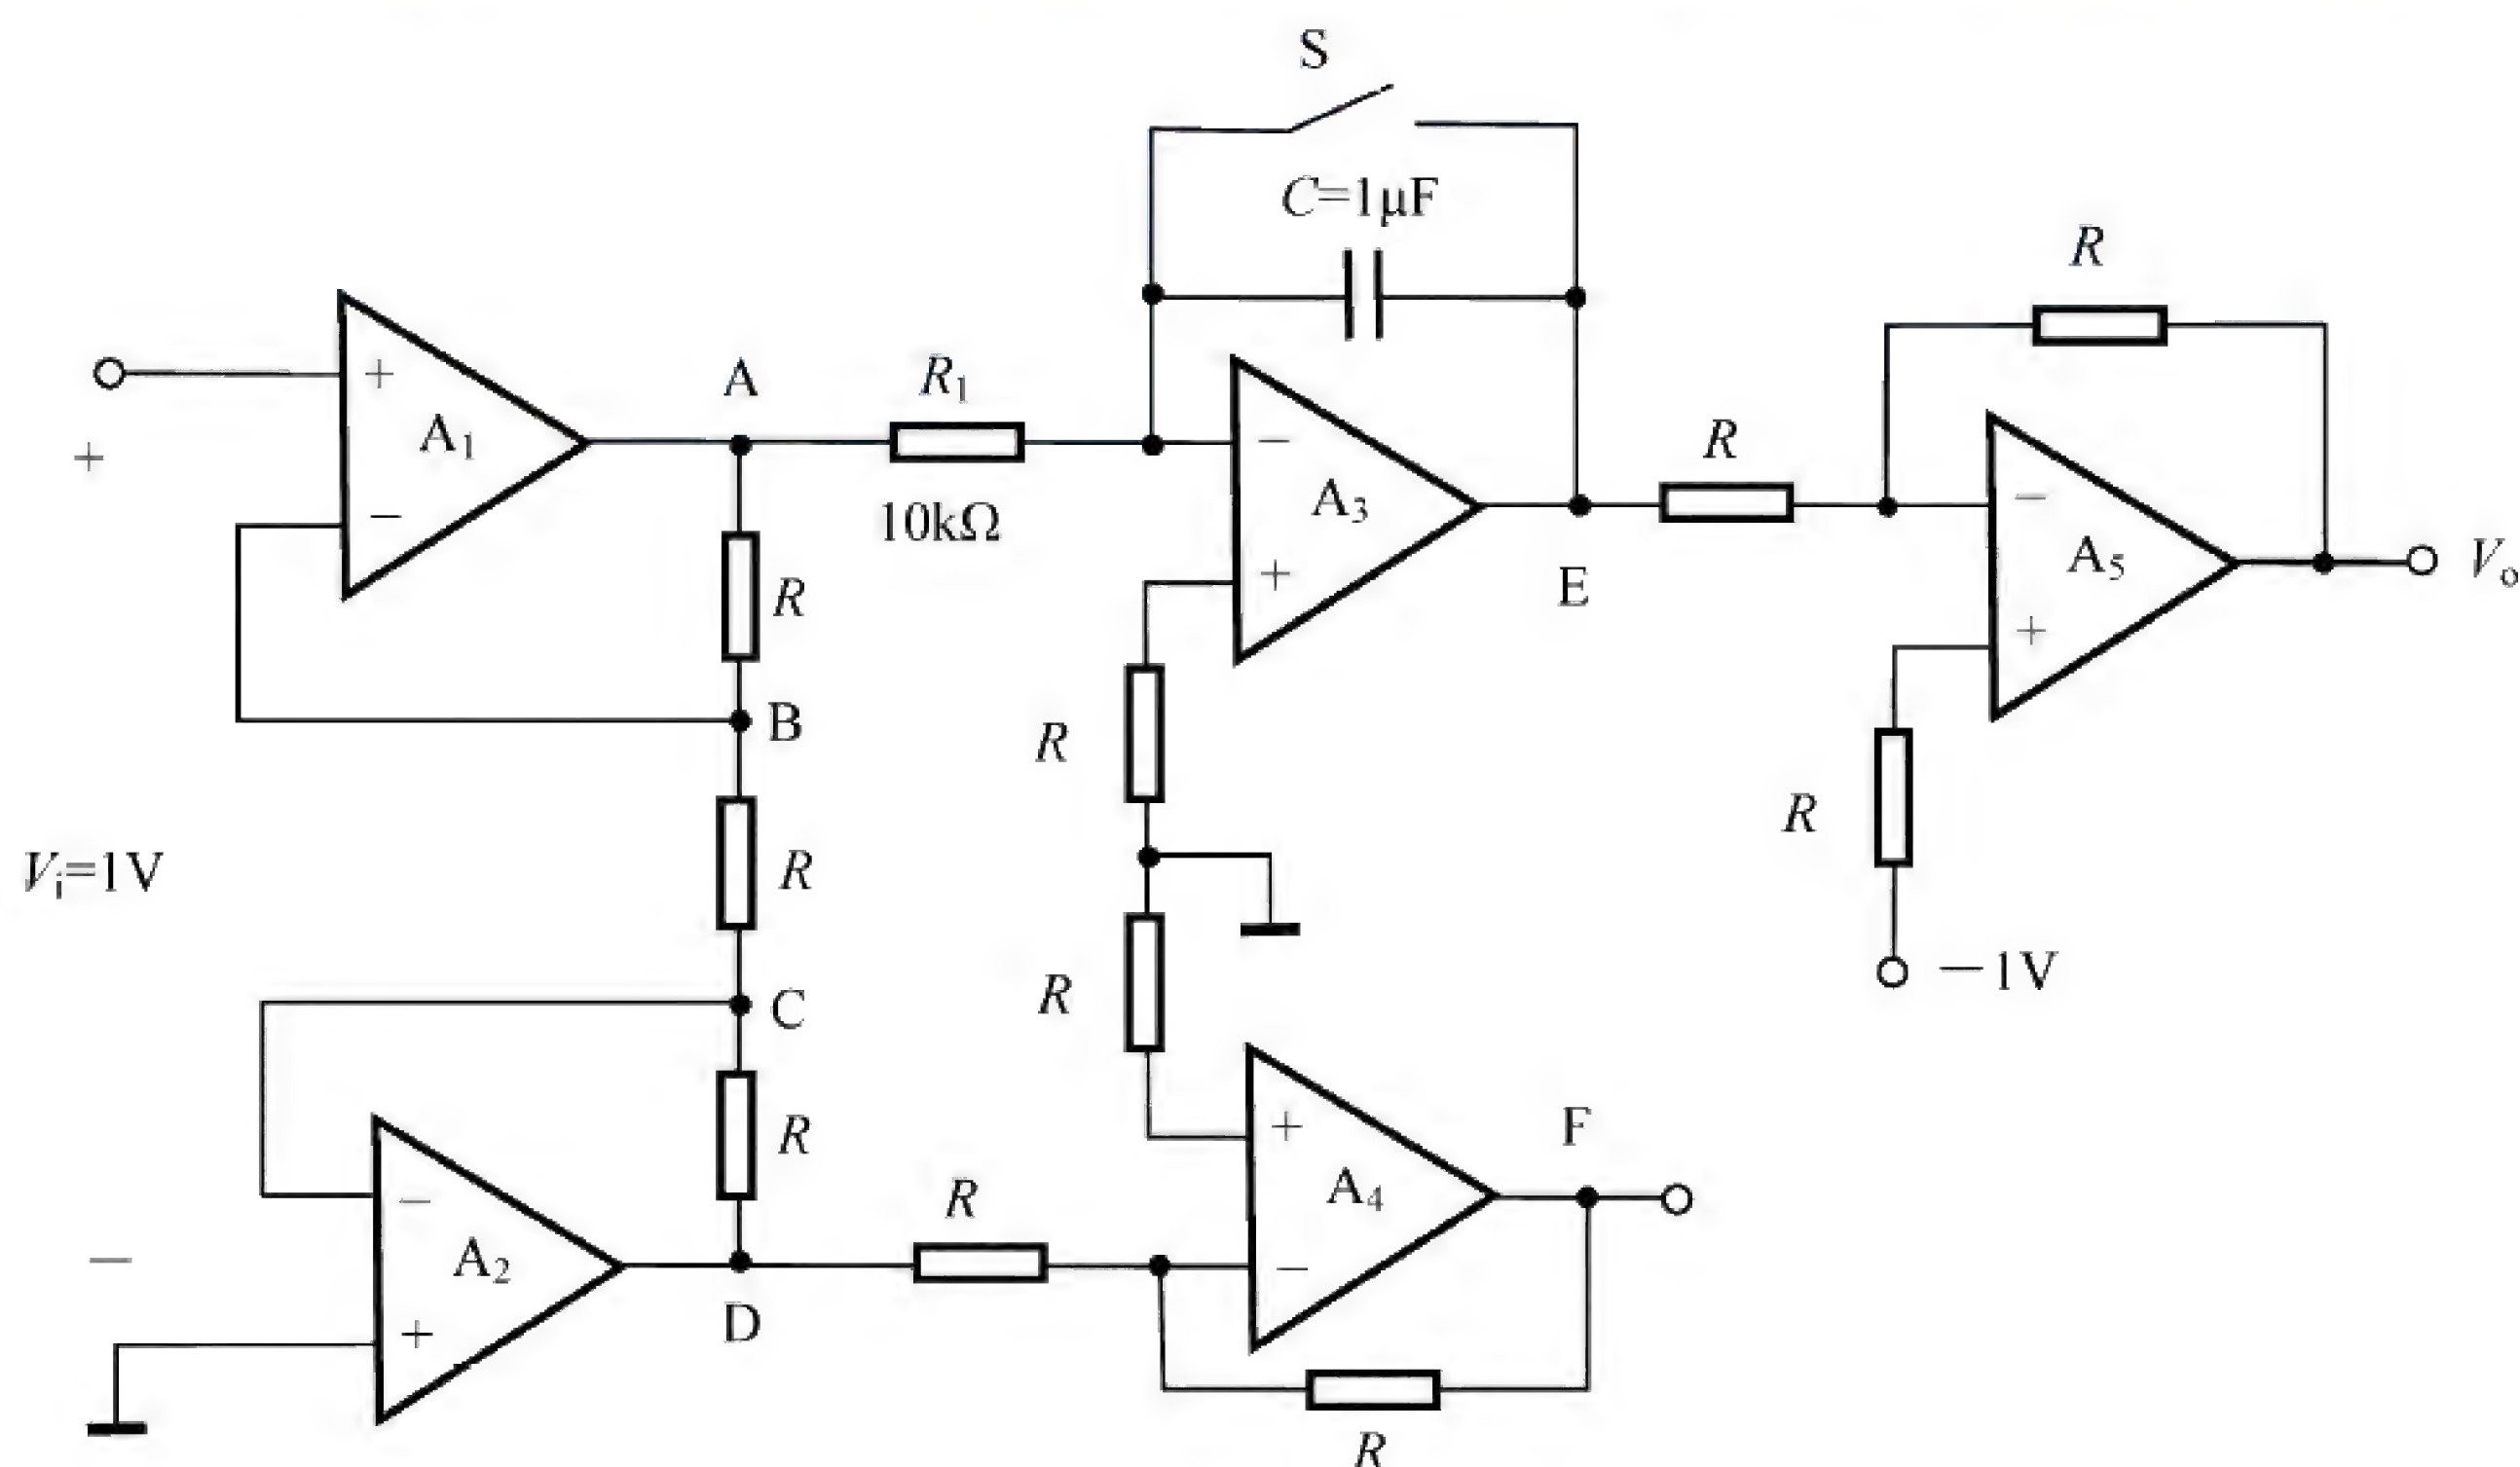 S
C=1μF
R
+
A₁
−
A
R₁
10kΩ
+
R
B
R
C
R
D
Vᵢ=1V
−
−
A₂
+
−
A₃
+
E
R
R
R
+
A₄
−
F
R
R
−
A₅
+
Vₒ
R
−1V